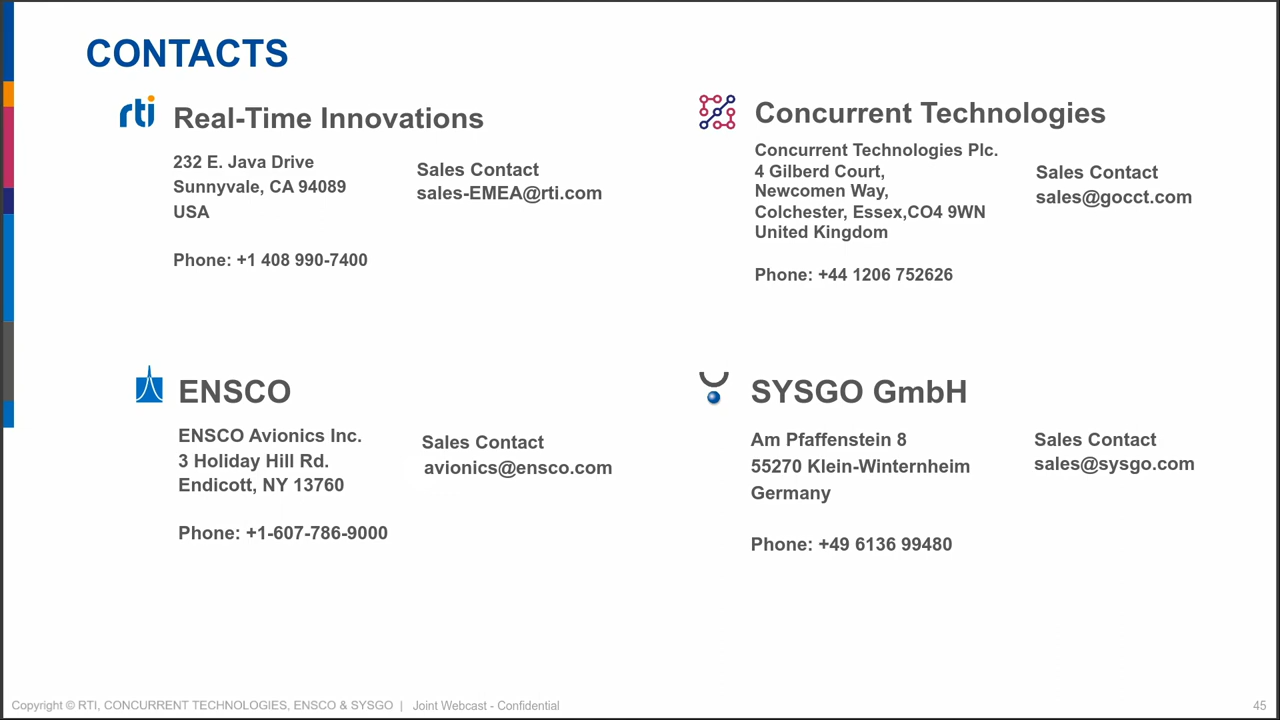 CONTACTS
rti
Real-Time Innovations
232 E. Java Drive
Sunnyvale, CA 94089
USA
Phone: +1 408 990-7400
Sales Contact
sales-EMEA@rti.com
Concurrent Technologies
Concurrent Technologies Plc.
4 Gilberd Court,
Newcomen Way,
Colchester, Essex,CO4 9WN
United Kingdom
Phone: +44 1206 752626
Sales Contact
sales@gocct.com
ENSCO
ENSCO Avionics Inc.
3 Holiday Hill Rd.
Endicott, NY 13760
Phone: +1-607-786-9000
Sales Contact
avionics@ensco.com
SYSGO GmbH
Am Pfaffenstein 8
55270 Klein-Winternheim
Germany
Phone: +49 6136 99480
Sales Contact
sales@sysgo.com
Copyright © RTI, CONCURRENT TECHNOLOGIES, ENSCO & SYSGO | Joint Webcast - Confidential
45